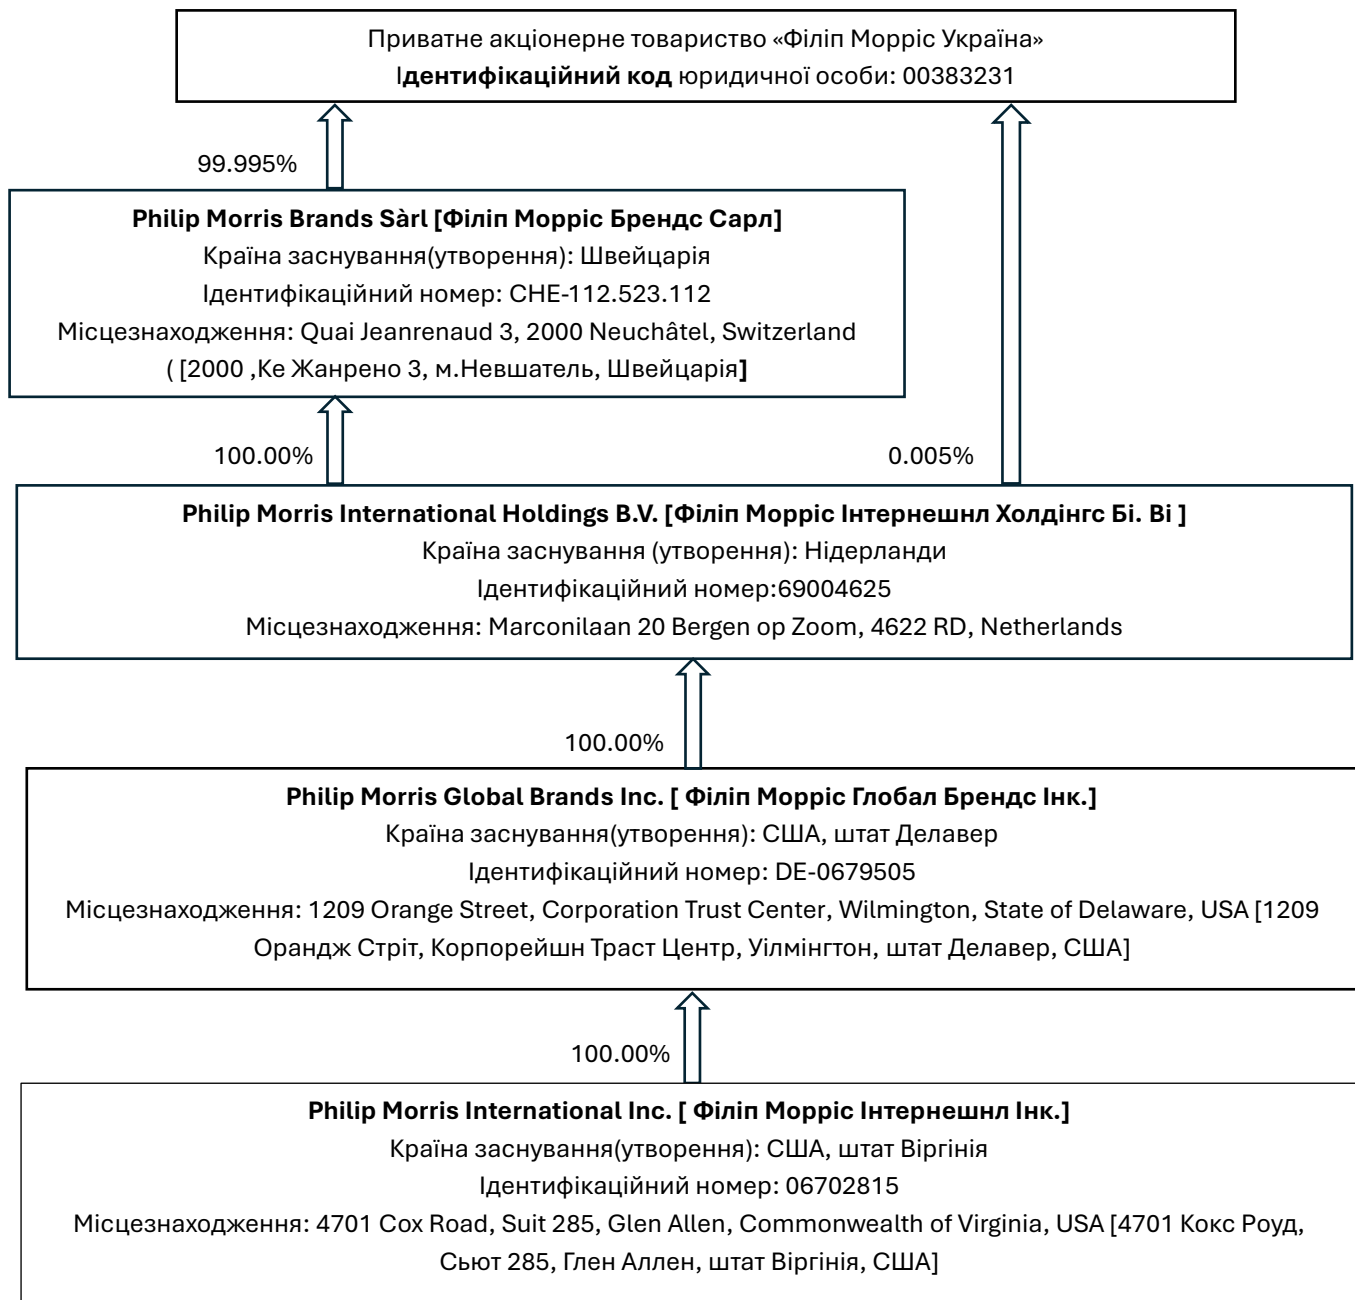 Приватне акціонерне товариство «Філіп Морріс Україна»
Ідентифікаційний код юридичної особи: 00383231
99.995%
Philip Morris Brands Sàrl [Філіп Морріс Брендс Сарл]
Країна заснування(утворення): Швейцарія
Ідентифікаційний номер: CHE-112.523.112
Місцезнаходження: Quai Jeanrenaud 3, 2000 Neuchâtel, Switzerland
( [2000 ,Ке Жанрено 3, м.Невшатель, Швейцарія]
100.00%
0.005%
Philip Morris International Holdings B.V. [Філіп Морріс Інтернешнл Холдінгс Бі. Ві ]
Країна заснування (утворення): Нідерланди
Ідентифікаційний номер:69004625
Місцезнаходження: Marconilaan 20 Bergen op Zoom, 4622 RD, Netherlands
100.00%
Philip Morris Global Brands Inc. [ Філіп Морріс Глобал Брендс Інк.]
Країна заснування(утворення): США, штат Делавер
Ідентифікаційний номер: DE-0679505
Місцезнаходження: 1209 Orange Street, Corporation Trust Center, Wilmington, State of Delaware, USA [1209
Орандж Стріт, Корпорейшн Траст Центр, Уілмінгтон, штат Делавер, США]
100.00%
Philip Morris International Inc. [ Філіп Морріс Інтернешнл Інк.]
Країна заснування(утворення): США, штат Віргінія
Ідентифікаційний номер: 06702815
Місцезнаходження: 4701 Cox Road, Suit 285, Glen Allen, Commonwealth of Virginia, USA [4701 Кокс Роуд,
Сьют 285, Глен Аллен, штат Віргінія, США]